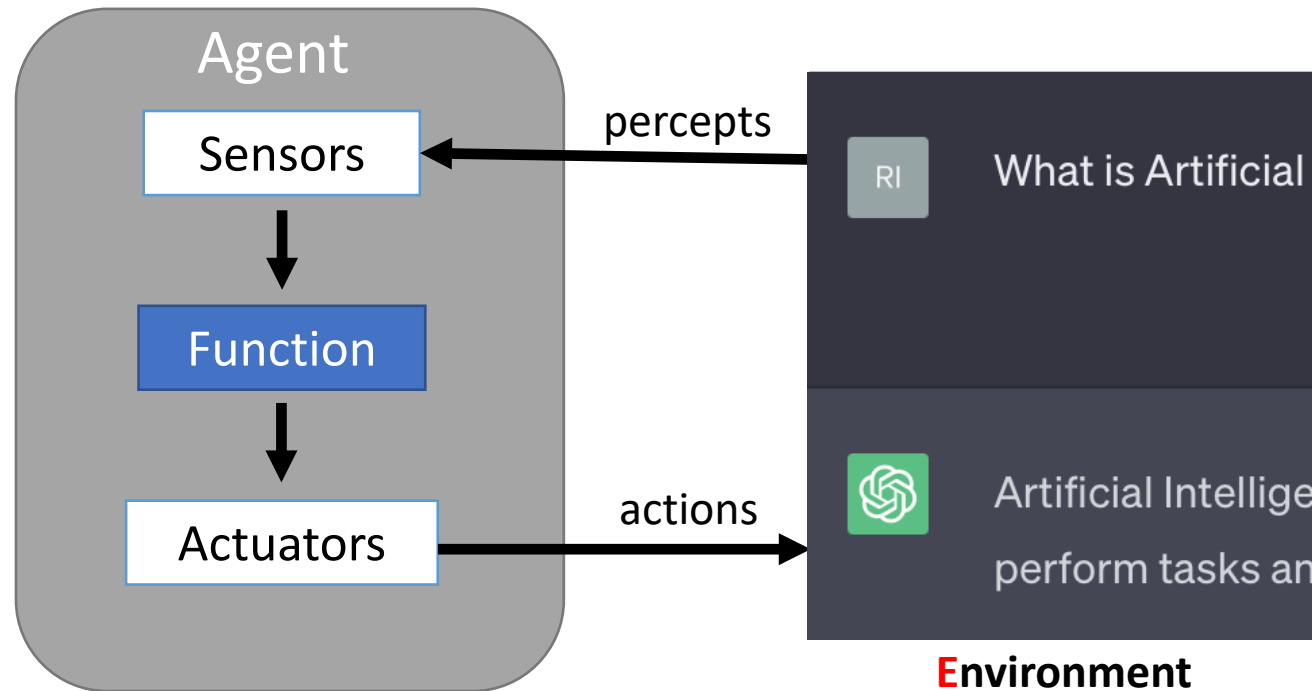 Agent
Sensors
Function
Actuators
percepts
actions
RI
What is Artificial
Artificial Intellige
perform tasks an
Environment